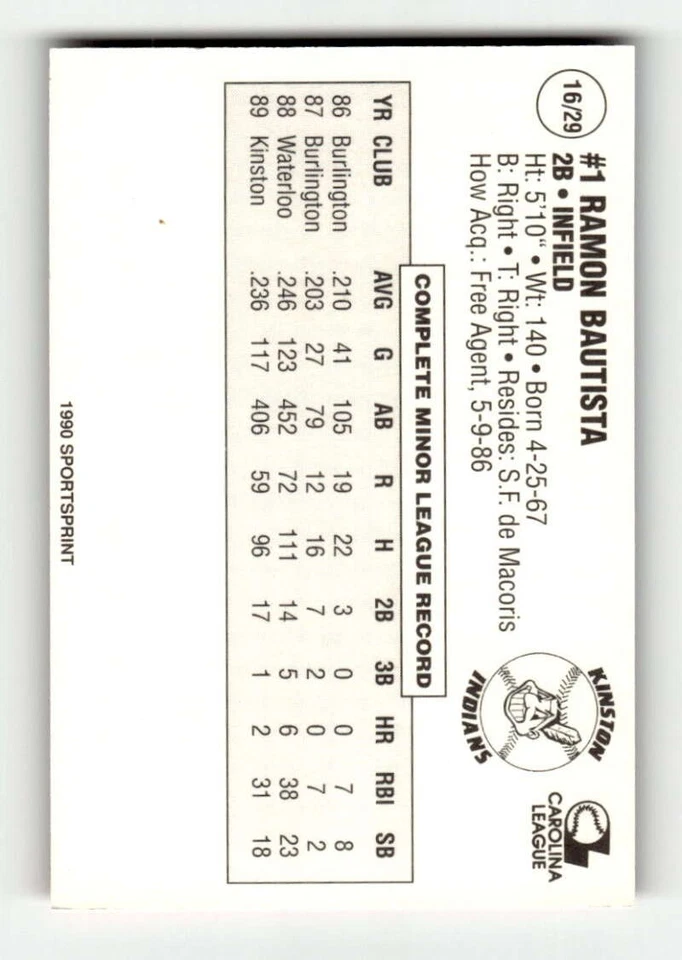 16/29
#1 RAMON BAUTISTA
2B • INFIELD
Ht: 5'10" • Wt: 140 • Born 4-25-67
B: Right • T: Right • Resides: S.F. de Macoris
How Acq.: Free Agent, 5-9-86
KINSTON
INDIANS
CAROLINA
LEAGUE
COMPLETE MINOR LEAGUE RECORD
YR CLUB AVG G AB R H 2B 3B HR RBI SB
86 Burlington .210 41 105 19 22 3 0 0 7 8
87 Burlington .203 27 79 12 16 7 2 0 7 2
88 Waterloo .246 123 452 72 111 14 5 6 38 23
89 Kinston .236 117 406 59 96 17 1 2 31 18
1990 SPORTSPRINT